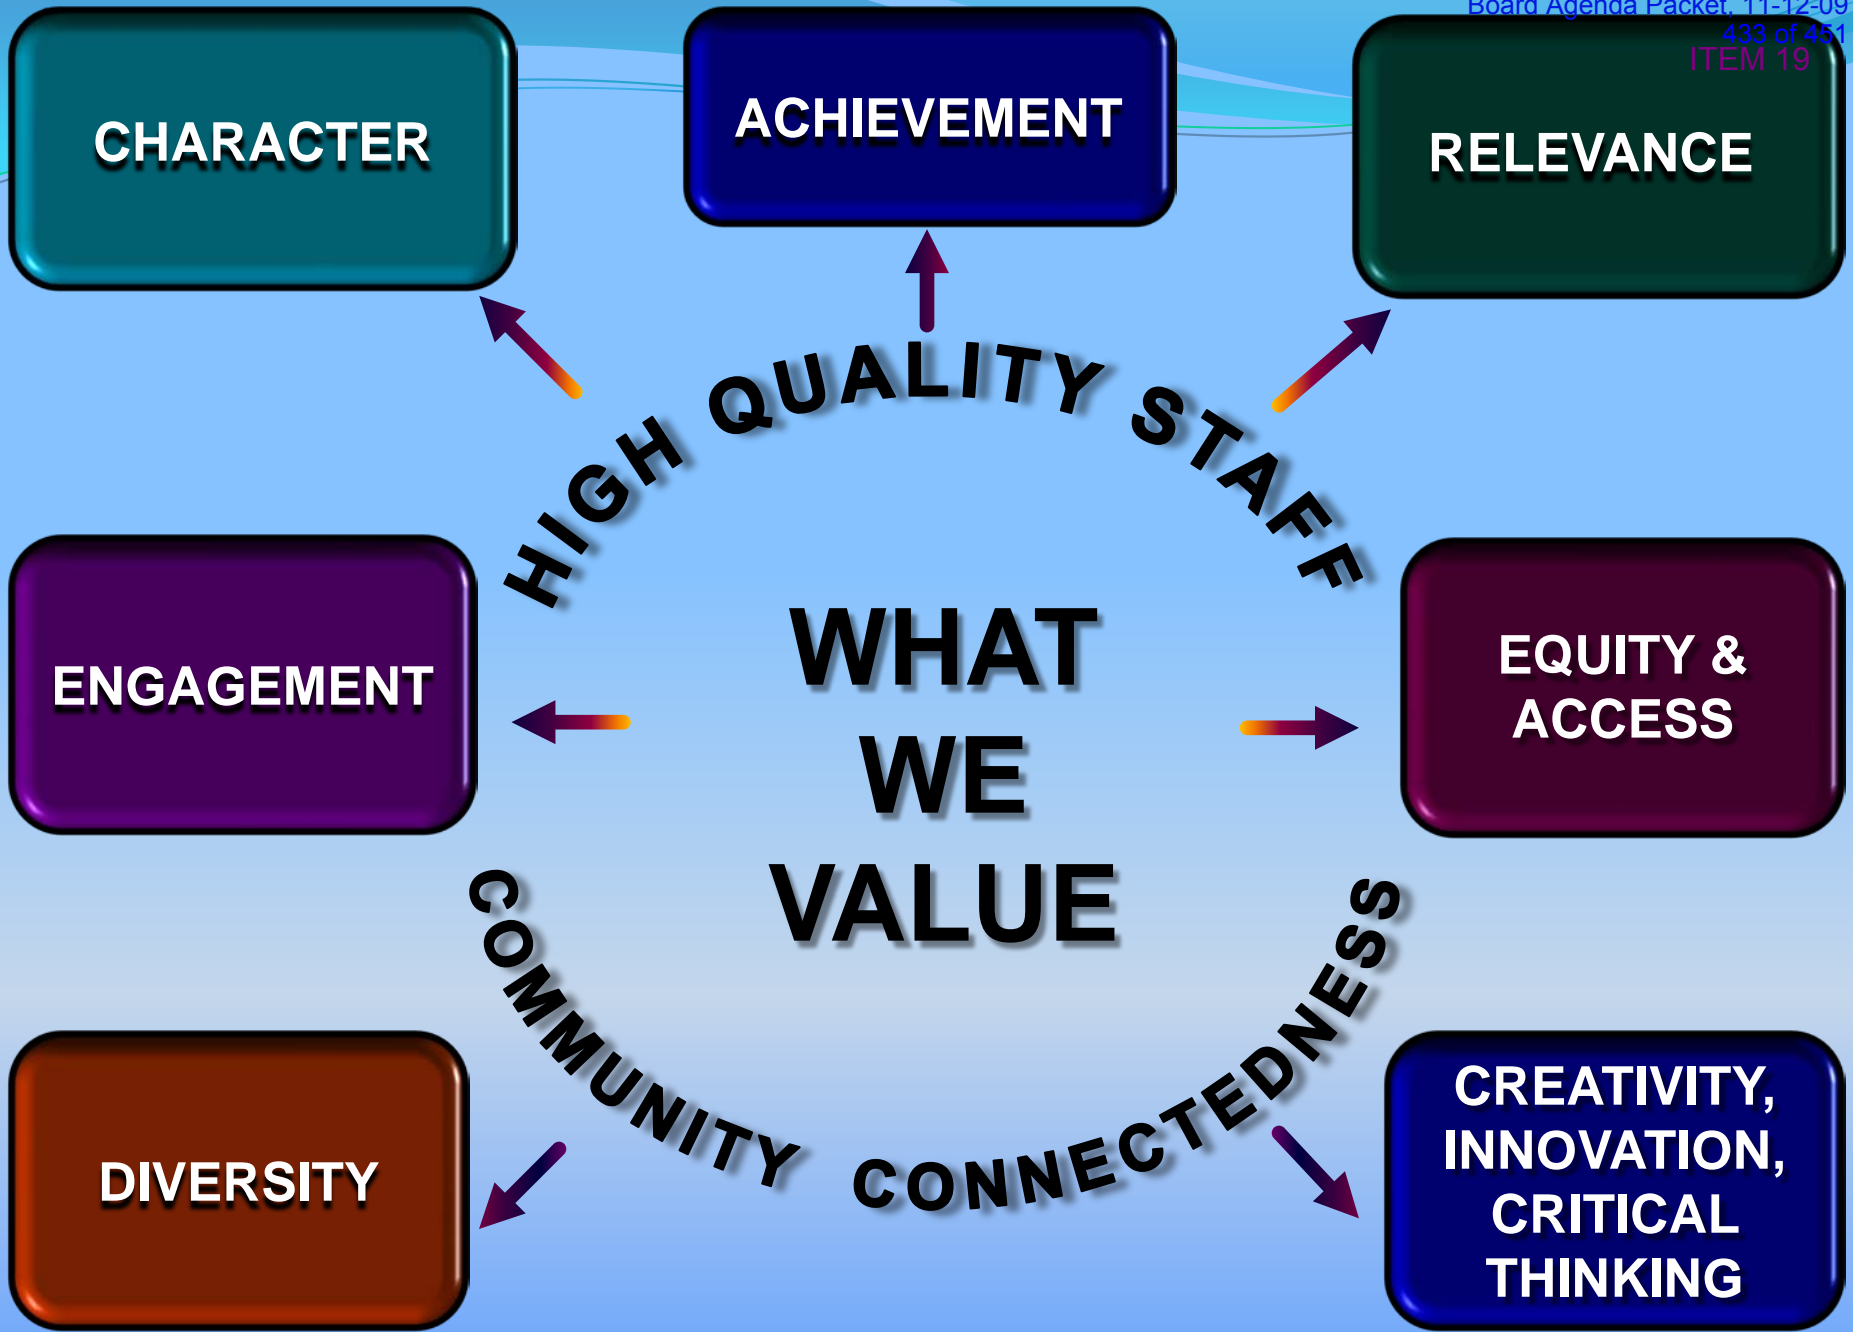 Board Agenda Packet, 11-12-09
433 of 451
ITEM 19
CHARACTER
ACHIEVEMENT
RELEVANCE
HIGH QUALITY STAFF
ENGAGEMENT
WHAT
WE
VALUE
EQUITY &
ACCESS
COMMUNITY CONNECTEDNESS
DIVERSITY
CREATIVITY,
INNOVATION,
CRITICAL
THINKING